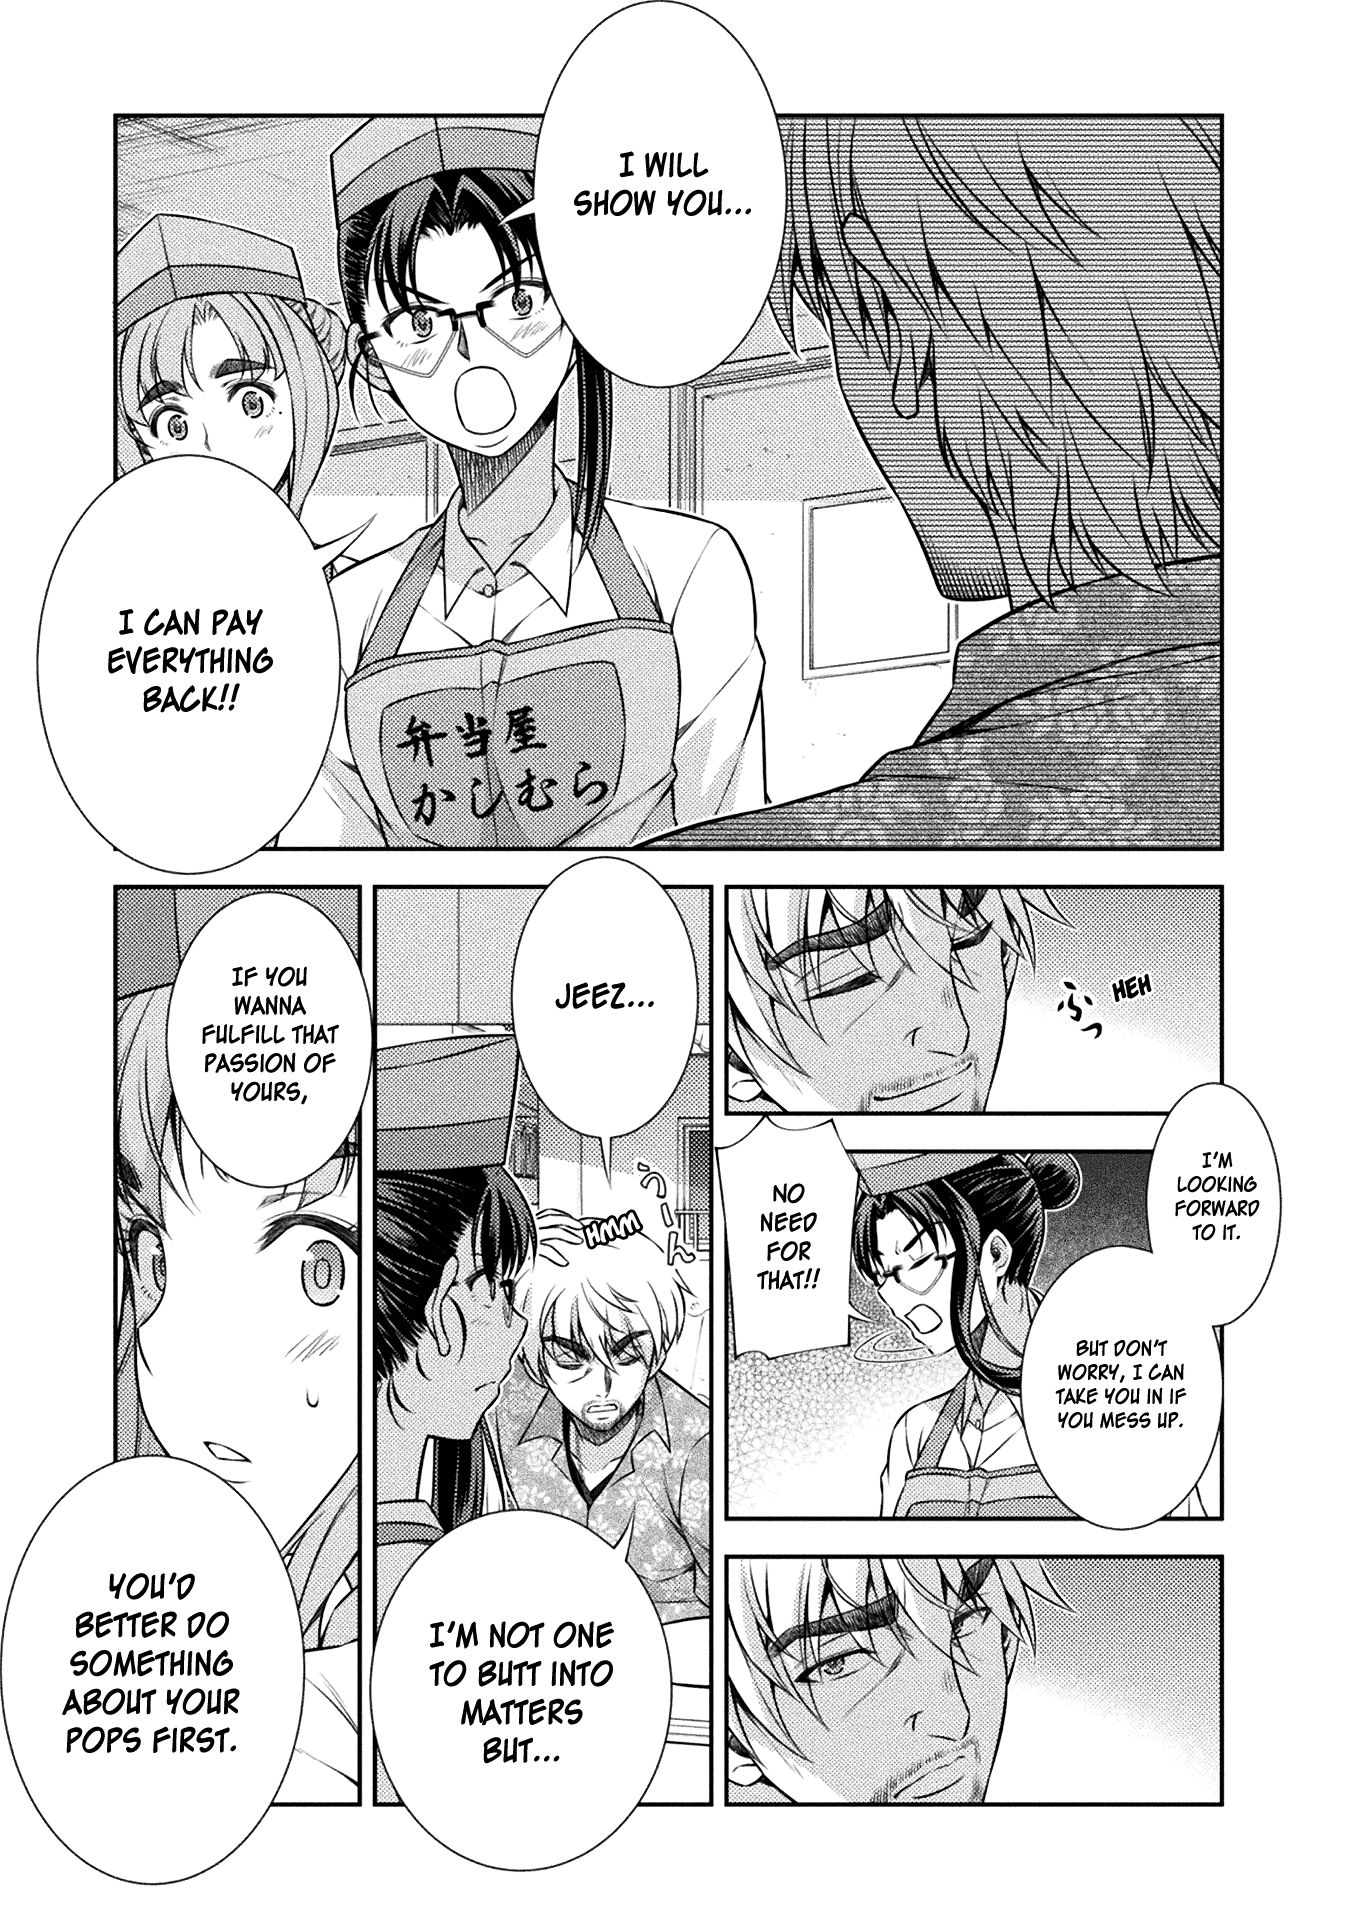 I WILL
SHOW YOU...
I CAN PAY
EVERYTHING
BACK!!
弁当屋
かしむら
ふっ
HEH
I'M
LOOKING
FORWARD
TO IT.
BUT DON'T
WORRY, I CAN
TAKE YOU IN IF
YOU MESS UP.
NO
NEED
FOR
THAT!!
JEEZ...
うーん
HMM
I'M NOT ONE
TO BUTT INTO
MATTERS
BUT...
IF YOU
WANNA
FULFILL THAT
PASSION OF
YOURS,
YOU'D
BETTER DO
SOMETHING
ABOUT YOUR
POPS FIRST.